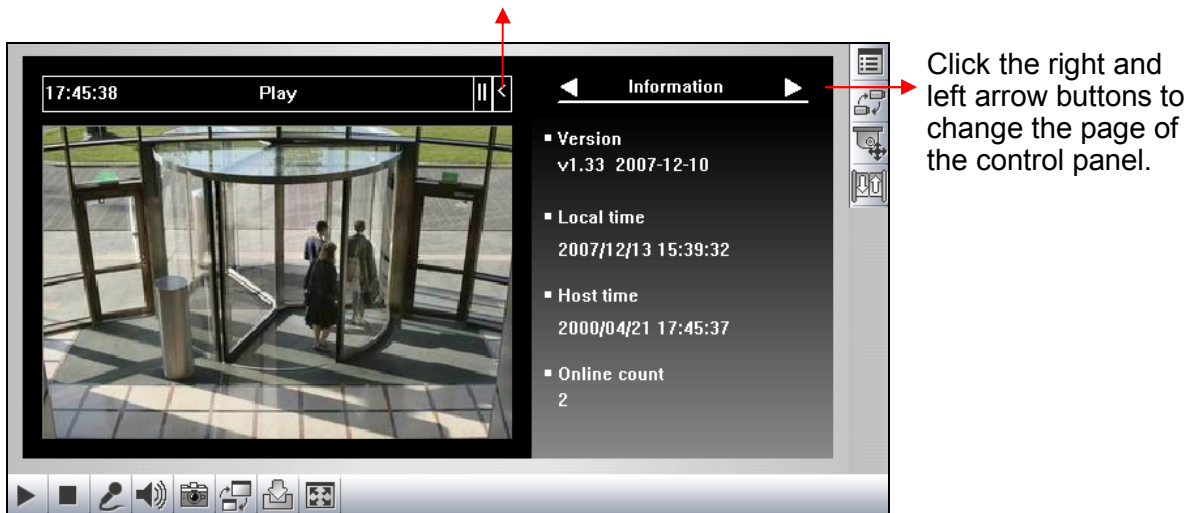 17:45:38 Play || <
Information
Version
v1.33 2007-12-10
Local time
2007/12/13 15:39:32
Host time
2000/04/21 17:45:37
Online count
2
Click the right and
left arrow buttons to
change the page of
the control panel.